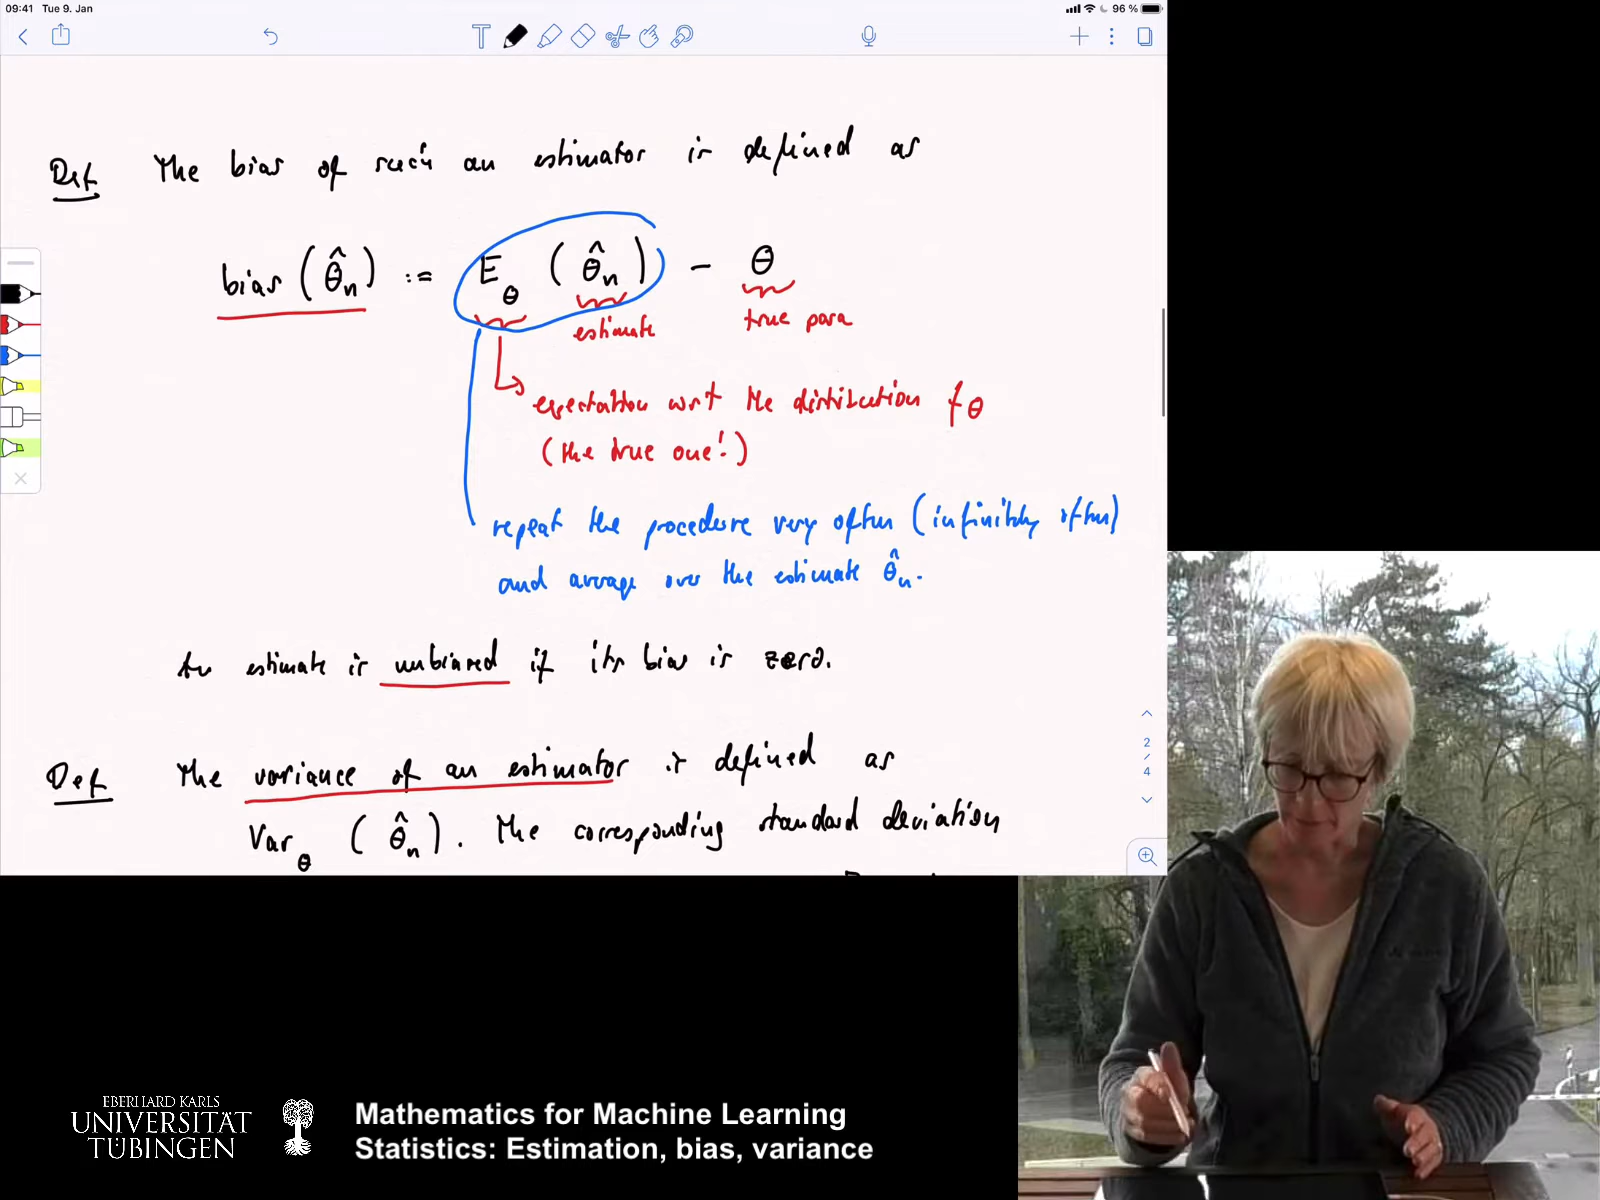 09:41 Tue 9. Jan
96 %
Def The bias of such an estimator is defined as
bias (θ̂n) := Eθ (θ̂n) - θ
estimate true para
expectation wrt the distribution fθ
(the true one!)
repeat the procedure very often (infinitely often)
and average over the estimate θ̂n.
An estimate is unbiased if its bias is zero.
Def The variance of an estimator is defined as
Varθ (θ̂n). The corresponding standard deviation
2
/
4
EBERHARD KARLS
UNIVERSITÄT
TÜBINGEN
Mathematics for Machine Learning
Statistics: Estimation, bias, variance